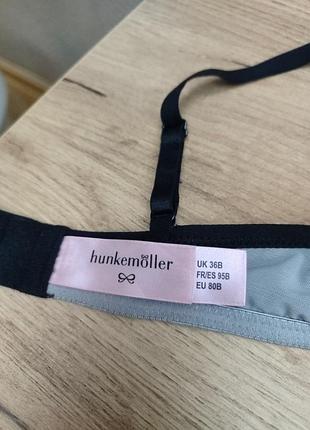 hunkemöller
UK 36B
FR/ES 95B
EU 80B